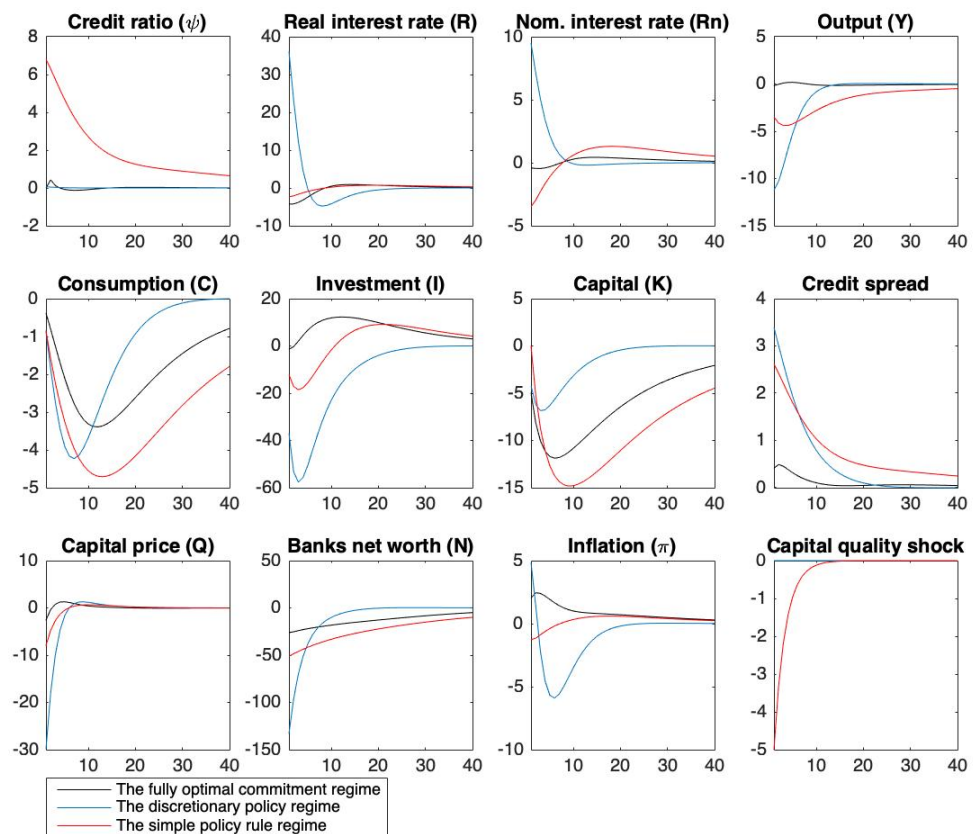 Credit ratio (ψ)
Real interest rate (R)
Nom. interest rate (Rn)
Output (Y)
8
6
4
2
0
-2
10 20 30 40
40
30
20
10
0
-10
10 20 30 40
10
5
0
-5
10 20 30 40
5
0
-5
-10
-15
10 20 30 40
Consumption (C)
Investment (I)
Capital (K)
Credit spread
0
-1
-2
-3
-4
-5
10 20 30 40
20
0
-20
-40
-60
10 20 30 40
5
0
-5
-10
-15
10 20 30 40
4
3
2
1
0
10 20 30 40
Capital price (Q)
Banks net worth (N)
Inflation (π)
Capital quality shock
10
0
-10
-20
-30
10 20 30 40
50
0
-50
-100
-150
10 20 30 40
5
0
-5
-10
10 20 30 40
0
-1
-2
-3
-4
-5
10 20 30 40
The fully optimal commitment regime
The discretionary policy regime
The simple policy rule regime